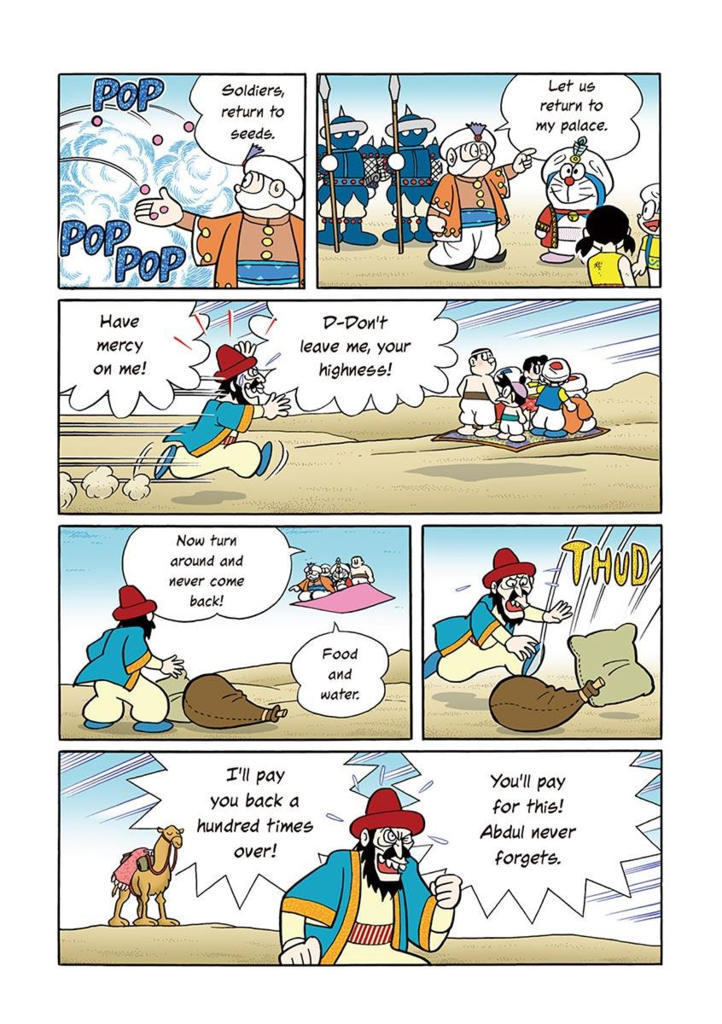 POP
POP
POP
Soldiers,
return to
seeds.
Let us
return to
my palace.
Have
mercy
on me!
D-Don't
leave me, your
highness!
Now turn
around and
never come
back!
Food
and
water.
THUD
I'll pay
you back a
hundred times
over!
You'll pay
for this!
Abdul never
forgets.